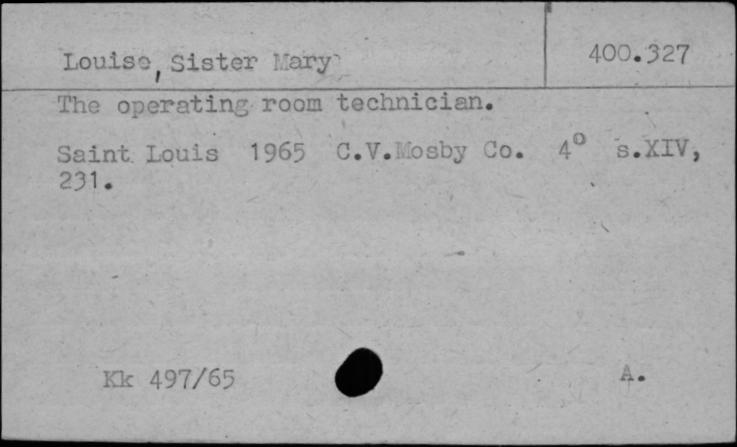 Louise, Sister Mary
400.327
The operating room technician.
Saint Louis 1965 C.V.Mosby Co. 4° s.XIV,
231.
Kk 497/65
A.